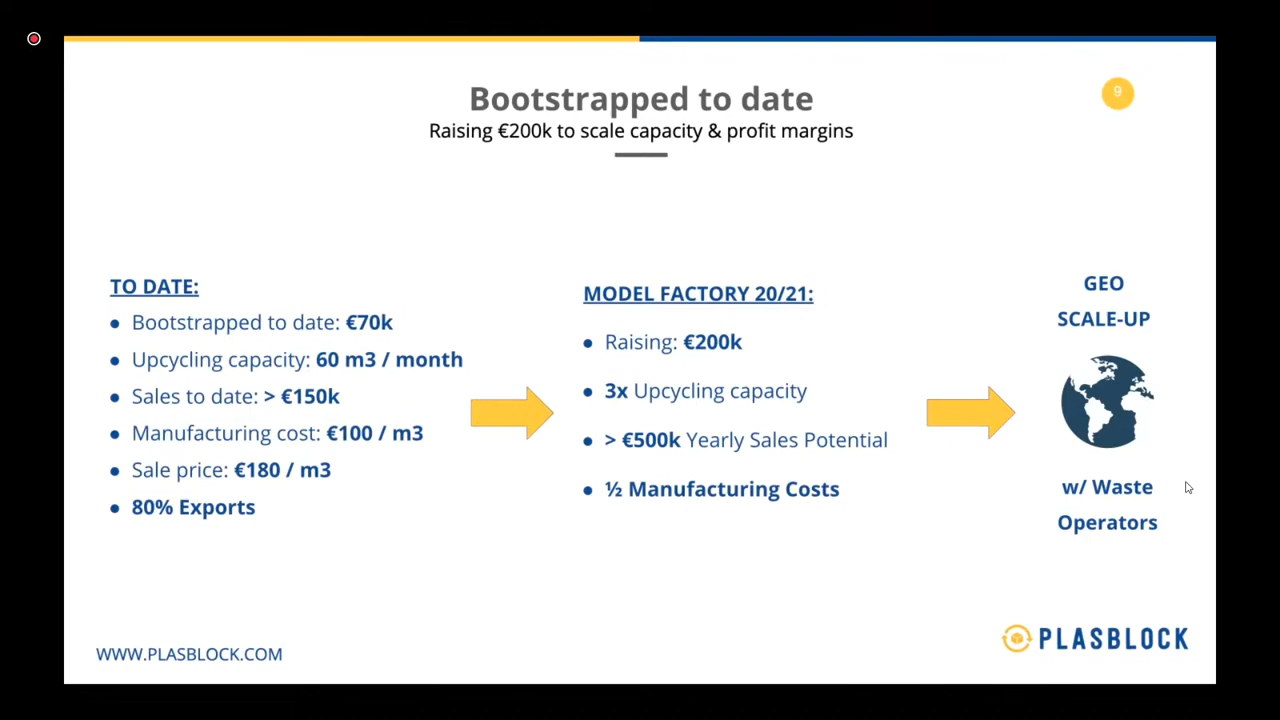 Bootstrapped to date
9
Raising €200k to scale capacity & profit margins
TO DATE:
● Bootstrapped to date: €70k
● Upcycling capacity: 60 m3 / month
● Sales to date: > €150k
● Manufacturing cost: €100 / m3
● Sale price: €180 / m3
● 80% Exports
MODEL FACTORY 20/21:
● Raising: €200k
● 3x Upcycling capacity
● > €500k Yearly Sales Potential
● ½ Manufacturing Costs
GEO
SCALE-UP
w/ Waste
Operators
WWW.PLASBLOCK.COM
PLASBLOCK